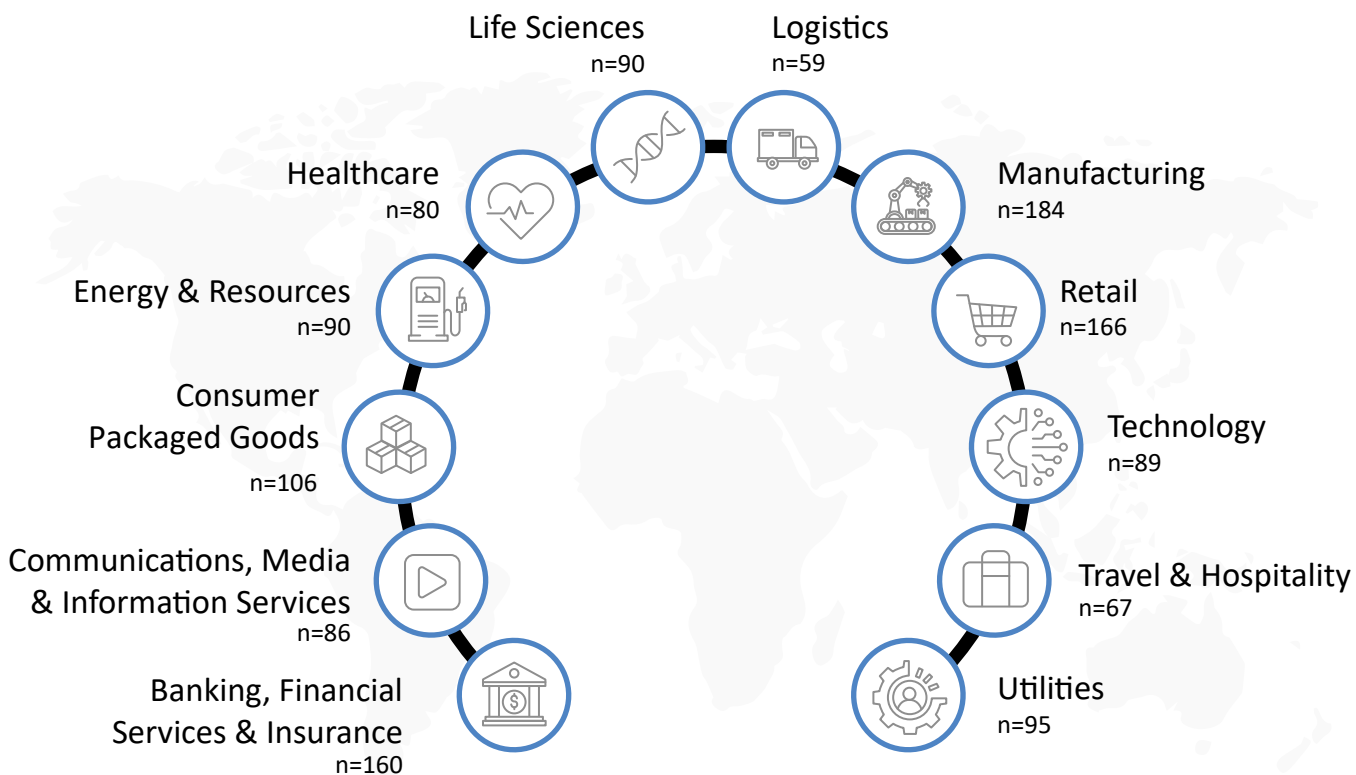 Life Sciences
n=90
Logistics
n=59
Healthcare
n=80
Manufacturing
n=184
Energy & Resources
n=90
Retail
n=166
Consumer
Packaged Goods
n=106
Technology
n=89
Communications, Media
& Information Services
n=86
Travel & Hospitality
n=67
Banking, Financial
Services & Insurance
n=160
Utilities
n=95
$